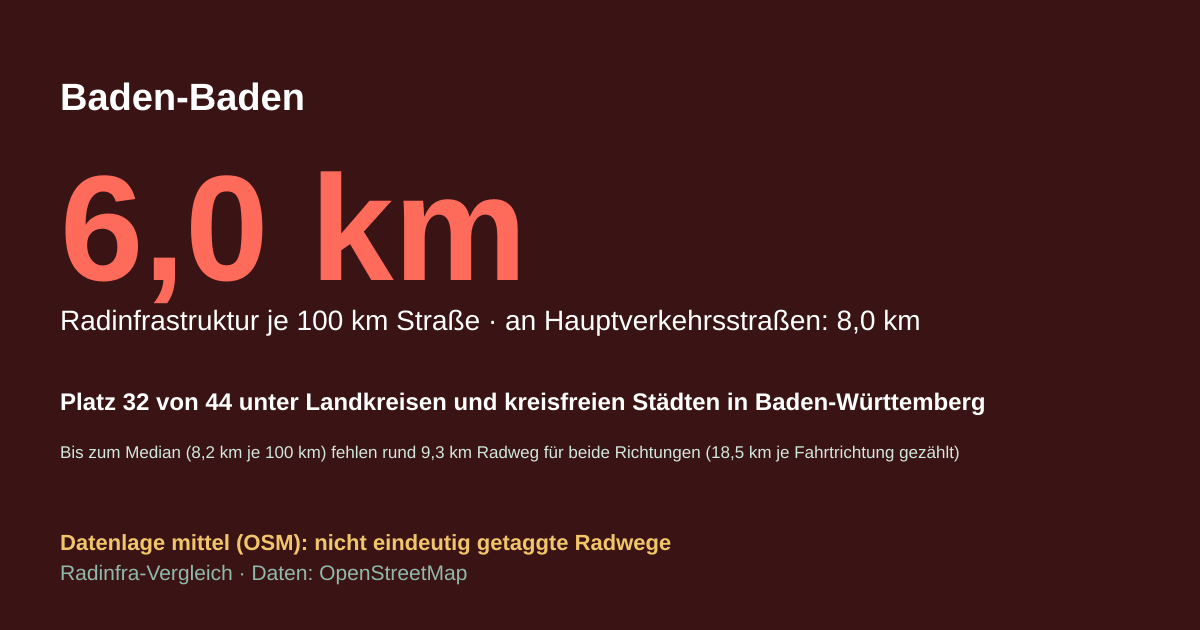 Baden-Baden
6,0 km
Radinfrastruktur je 100 km Straße · an Hauptverkehrsstraßen: 8,0 km
Platz 32 von 44 unter Landkreisen und kreisfreien Städten in Baden-Württemberg
Bis zum Median (8,2 km je 100 km) fehlen rund 9,3 km Radweg für beide Richtungen (18,5 km je Fahrtrichtung gezählt)
Datenlage mittel (OSM): nicht eindeutig getaggte Radwege
Radinfra-Vergleich · Daten: OpenStreetMap